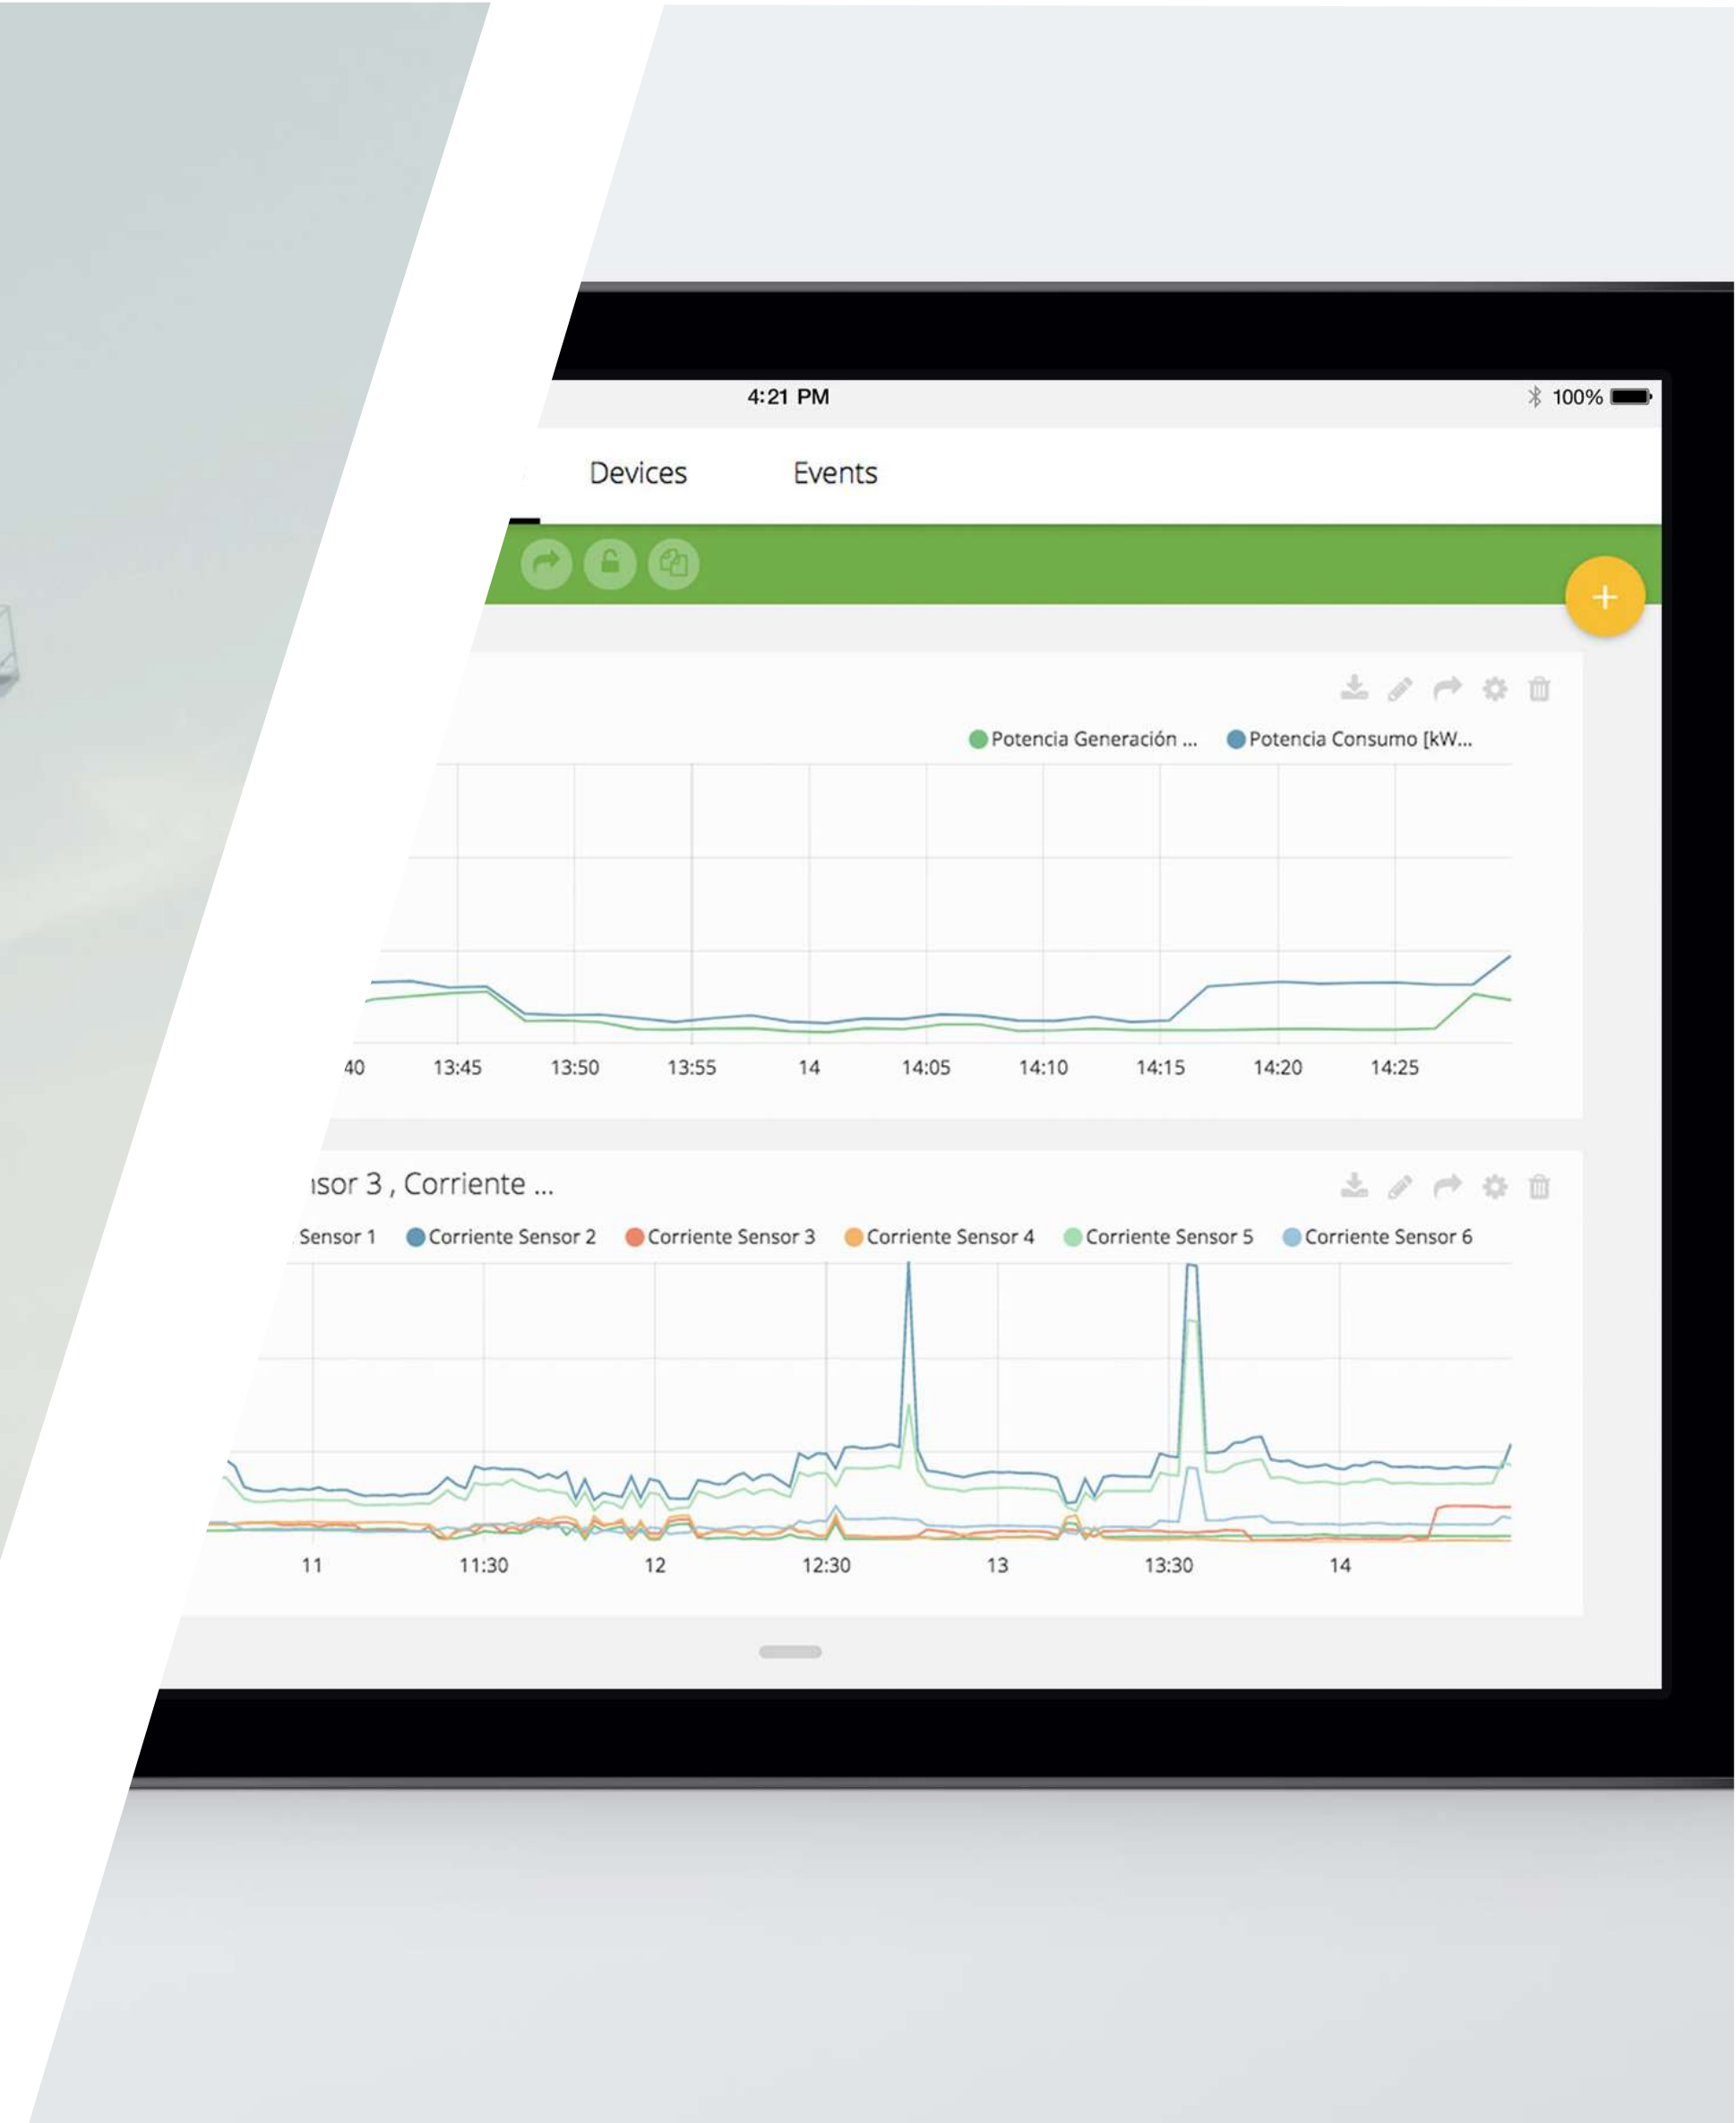 4:21 PM 100%
Devices Events
Potencia Generación ... Potencia Consumo [kW...
40 13:45 13:50 13:55 14 14:05 14:10 14:15 14:20 14:25
3 , Corriente ...
Sensor 1 Corriente Sensor 2 Corriente Sensor 3 Corriente Sensor 4 Corriente Sensor 5 Corriente Sensor 6
11 11:30 12 12:30 13 13:30 14